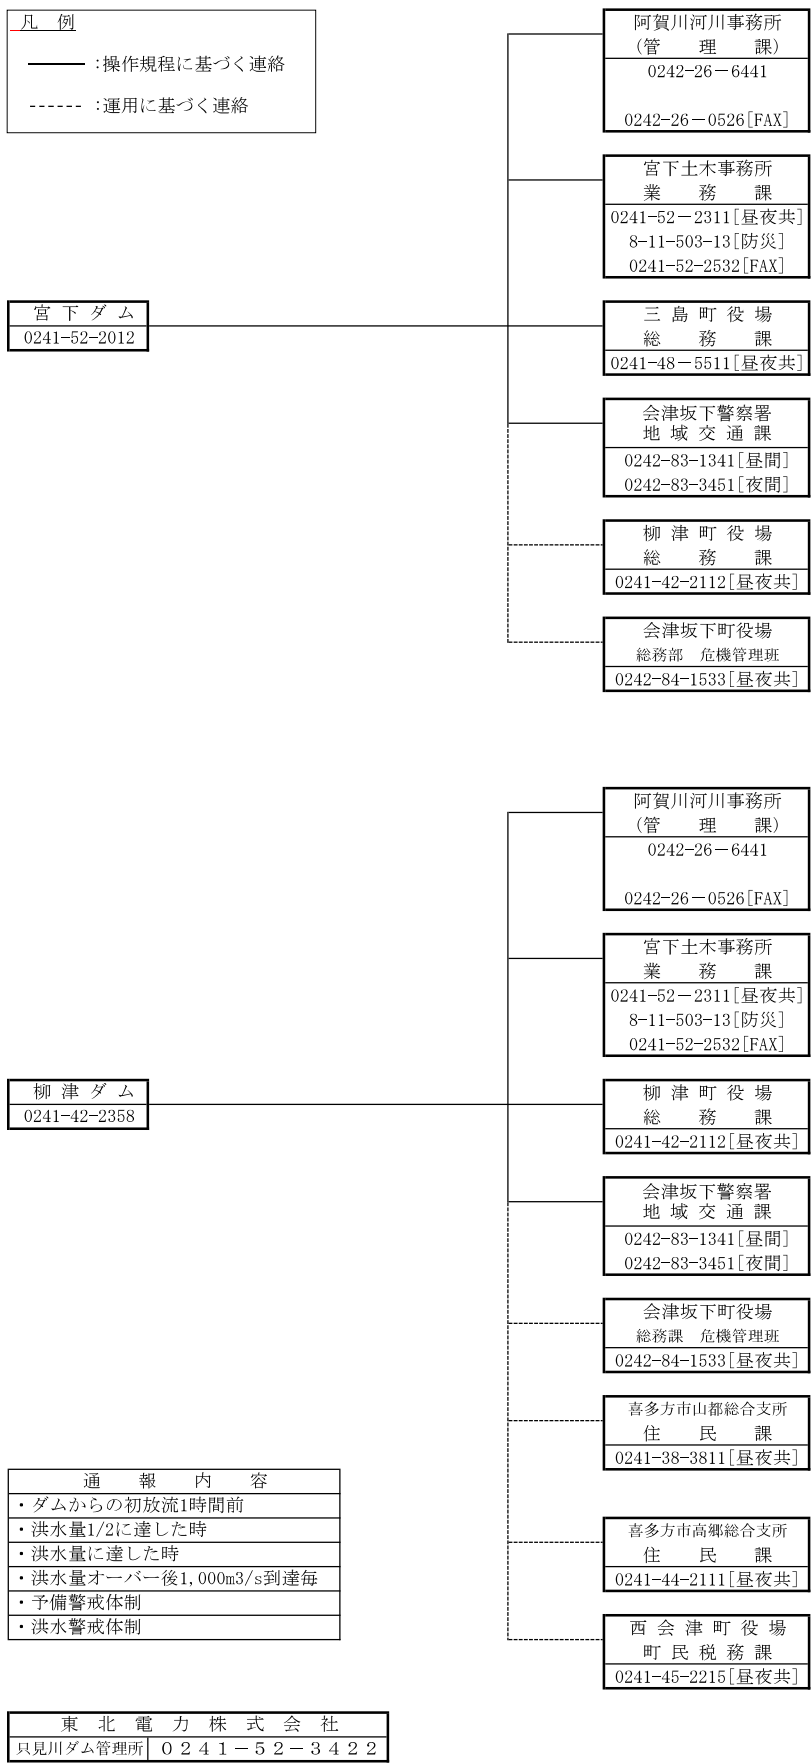 凡　例
：操作規程に基づく連絡
：運用に基づく連絡
宮下ダム
0241-52-2012
阿賀川河川事務所
（管　理　課）
0242-26－6441
0242-26－0526[FAX]
宮下土木事務所
業　務　課
0241-52－2311[昼夜共]
8-11-503-13[防災]
0241-52-2532[FAX]
三島町役場
総　務　課
0241-48－5511[昼夜共]
会津坂下警察署
地域交通課
0242-83-1341[昼間]
0242-83-3451[夜間]
柳津町役場
総　務　課
0241-42-2112[昼夜共]
会津坂下町役場
総務部　危機管理班
0242-84-1533[昼夜共]
柳津ダム
0241-42-2358
阿賀川河川事務所
（管　理　課）
0242-26－6441
0242-26－0526[FAX]
宮下土木事務所
業　務　課
0241-52－2311[昼夜共]
8-11-503-13[防災]
0241-52-2532[FAX]
柳津町役場
総　務　課
0241-42-2112[昼夜共]
会津坂下警察署
地域交通課
0242-83-1341[昼間]
0242-83-3451[夜間]
会津坂下町役場
総務課　危機管理班
0242-84-1533[昼夜共]
喜多方市山都総合支所
住　民　課
0241-38-3811[昼夜共]
喜多方市高郷総合支所
住　民　課
0241-44-2111[昼夜共]
西会津町役場
町民税務課
0241-45-2215[昼夜共]
通　報　内　容
・ダムからの初放流1時間前
・洪水量1/2に達した時
・洪水量に達した時
・洪水量オーバー後1,000m3/s到達毎
・予備警戒体制
・洪水警戒体制
東北電力株式会社
只見川ダム管理所 ０２４１－５２－３４２２